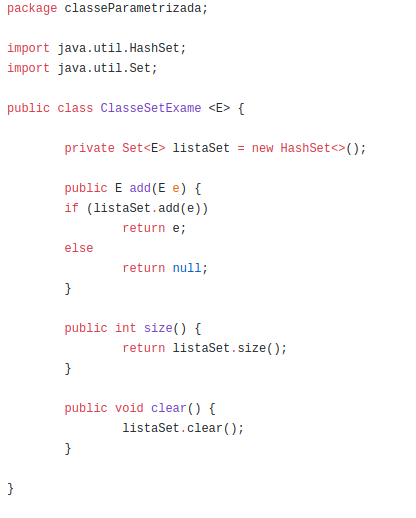 package classeParametrizada;
import java.util.HashSet;
import java.util.Set;
public class ClasseSetExame <E> {
private Set<E> listaSet = new HashSet<>();
public E add(E e) {
if (listaSet.add(e))
return e;
else
return null;
}
public int size() {
return listaSet.size();
}
public void clear() {
listaSet.clear();
}
}